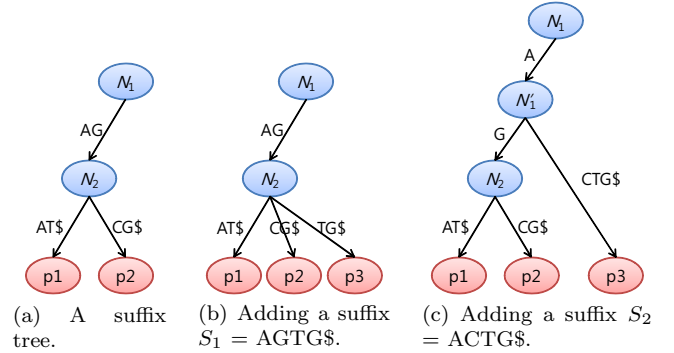 N₁
AG
N₂
AT$ CG$
p1 p2
(a) A suffix
tree.
N₁
AG
N₂
AT$ CG$ TG$
p1 p2 p3
(b) Adding a suffix
S₁ = AGTG$.
N₁
A
N′₁
G
CTG$
N₂
AT$ CG$
p1 p2 p3
(c) Adding a suffix S₂
= ACTG$.